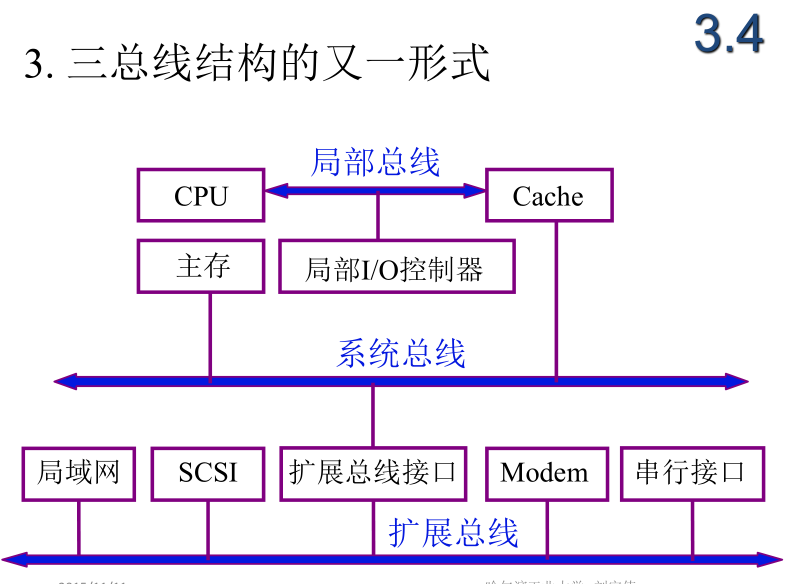 3.4
3. 三总线结构的又一形式
局部总线
CPU
Cache
主存
局部I/O控制器
系统总线
局域网
SCSI
扩展总线接口
Modem
串行接口
扩展总线